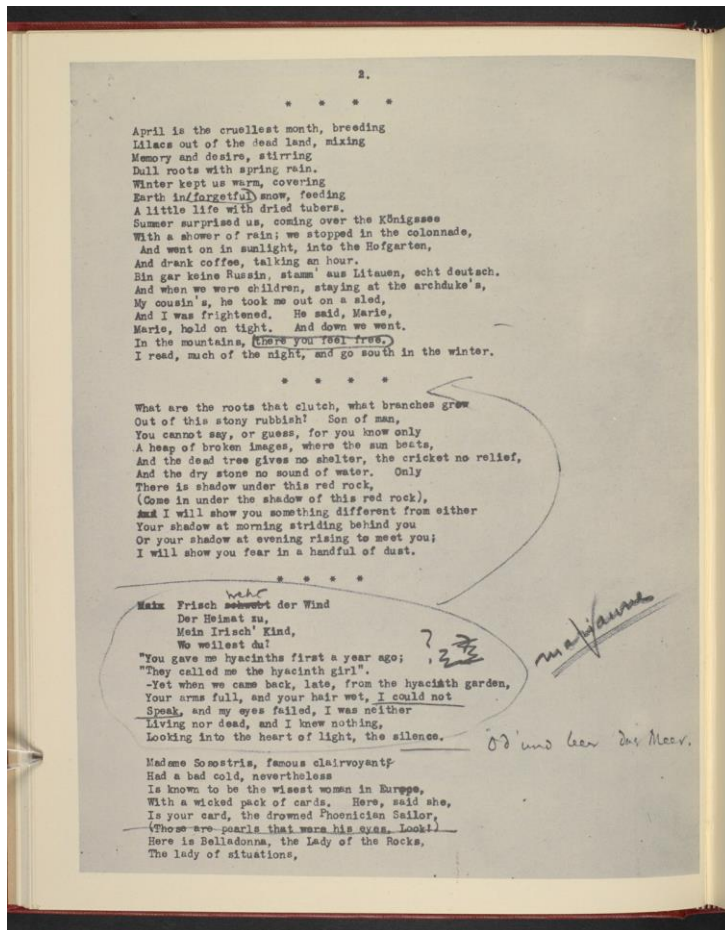 2.
* * * *
April is the cruellest month, breeding
Lilacs out of the dead land, mixing
Memory and desire, stirring
Dull roots with spring rain.
Winter kept us warm, covering
Earth in forgetful snow, feeding
A little life with dried tubers.
Summer surprised us, coming over the Königssee
With a shower of rain; we stopped in the colonnade,
And went on in sunlight, into the Hofgarten,
And drank coffee, talking an hour.
Bin gar keine Russin, stamm' aus Litauen, echt deutsch.
And when we were children, staying at the archduke's,
My cousin's, he took me out on a sled,
And I was frightened. He said, Marie,
Marie, hold on tight. And down we went.
In the mountains, there you feel free.
I read, much of the night, and go south in the winter.
* * * *
What are the roots that clutch, what branches grow
Out of this stony rubbish? Son of man,
You cannot say, or guess, for you know only
A heap of broken images, where the sun beats,
And the dead tree gives no shelter, the cricket no relief,
And the dry stone no sound of water. Only
There is shadow under this red rock,
(Come in under the shadow of this red rock),
And I will show you something different from either
Your shadow at morning striding behind you
Or your shadow at evening rising to meet you;
I will show you fear in a handful of dust.
* * * *
weht
Frisch schwebt der Wind
Der Heimat zu,
Mein Irisch' Kind,
Wo weilest du?
"You gave me hyacinths first a year ago;
"They called me the hyacinth girl".
-Yet when we came back, late, from the hyacinth garden,
Your arms full, and your hair wet, I could not
Speak, and my eyes failed, I was neither
Living nor dead, and I knew nothing,
Looking into the heart of light, the silence.
Od' und leer das Meer.
Madame Sosostris, famous clairvoyant,
Had a bad cold, nevertheless
Is known to be the wisest woman in Europe,
With a wicked pack of cards. Here, said she,
Is your card, the drowned Phoenician Sailor,
(Those are pearls that were his eyes. Look!)
Here is Belladonna, the Lady of the Rocks,
The lady of situations,